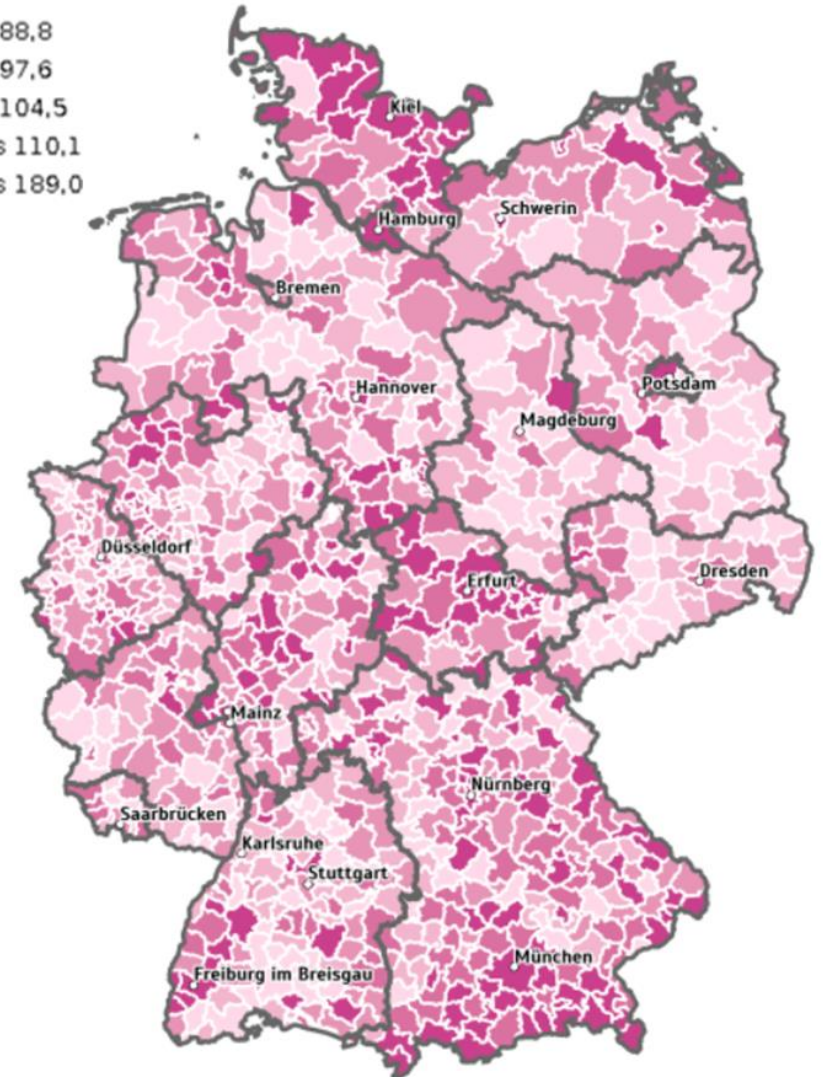 88,8
97,6
104,5
s 110,1
s 189,0
Kiel
Schwerin
Hamburg
Bremen
Potsdam
Hannover
Magdeburg
Düsseldorf
Dresden
Erfurt
Mainz
Nürnberg
Saarbrücken
Karlsruhe
Stuttgart
München
Freiburg im Breisgau